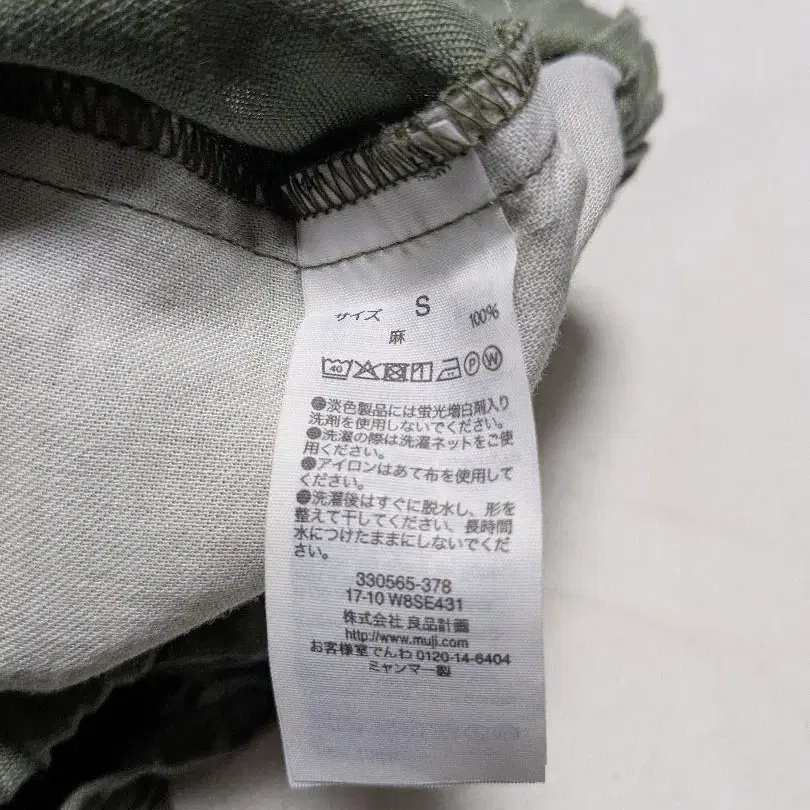 サイズ S
麻 100%
40 P W
●淡色製品には蛍光増白剤入り
洗剤を使用しないでください。
●洗濯の際は洗濯ネットをご使
用ください。
●アイロンはあて布を使用して
ください。
●洗濯後はすぐに脱水し、形を
整えて干してください、長時間
水につけたままにしないでくだ
さい。
330565-378
17-10 W8SE431
株式会社 良品計画
http://www.muji.com
お客様室でんわ 0120-14-6404
ミャンマー製